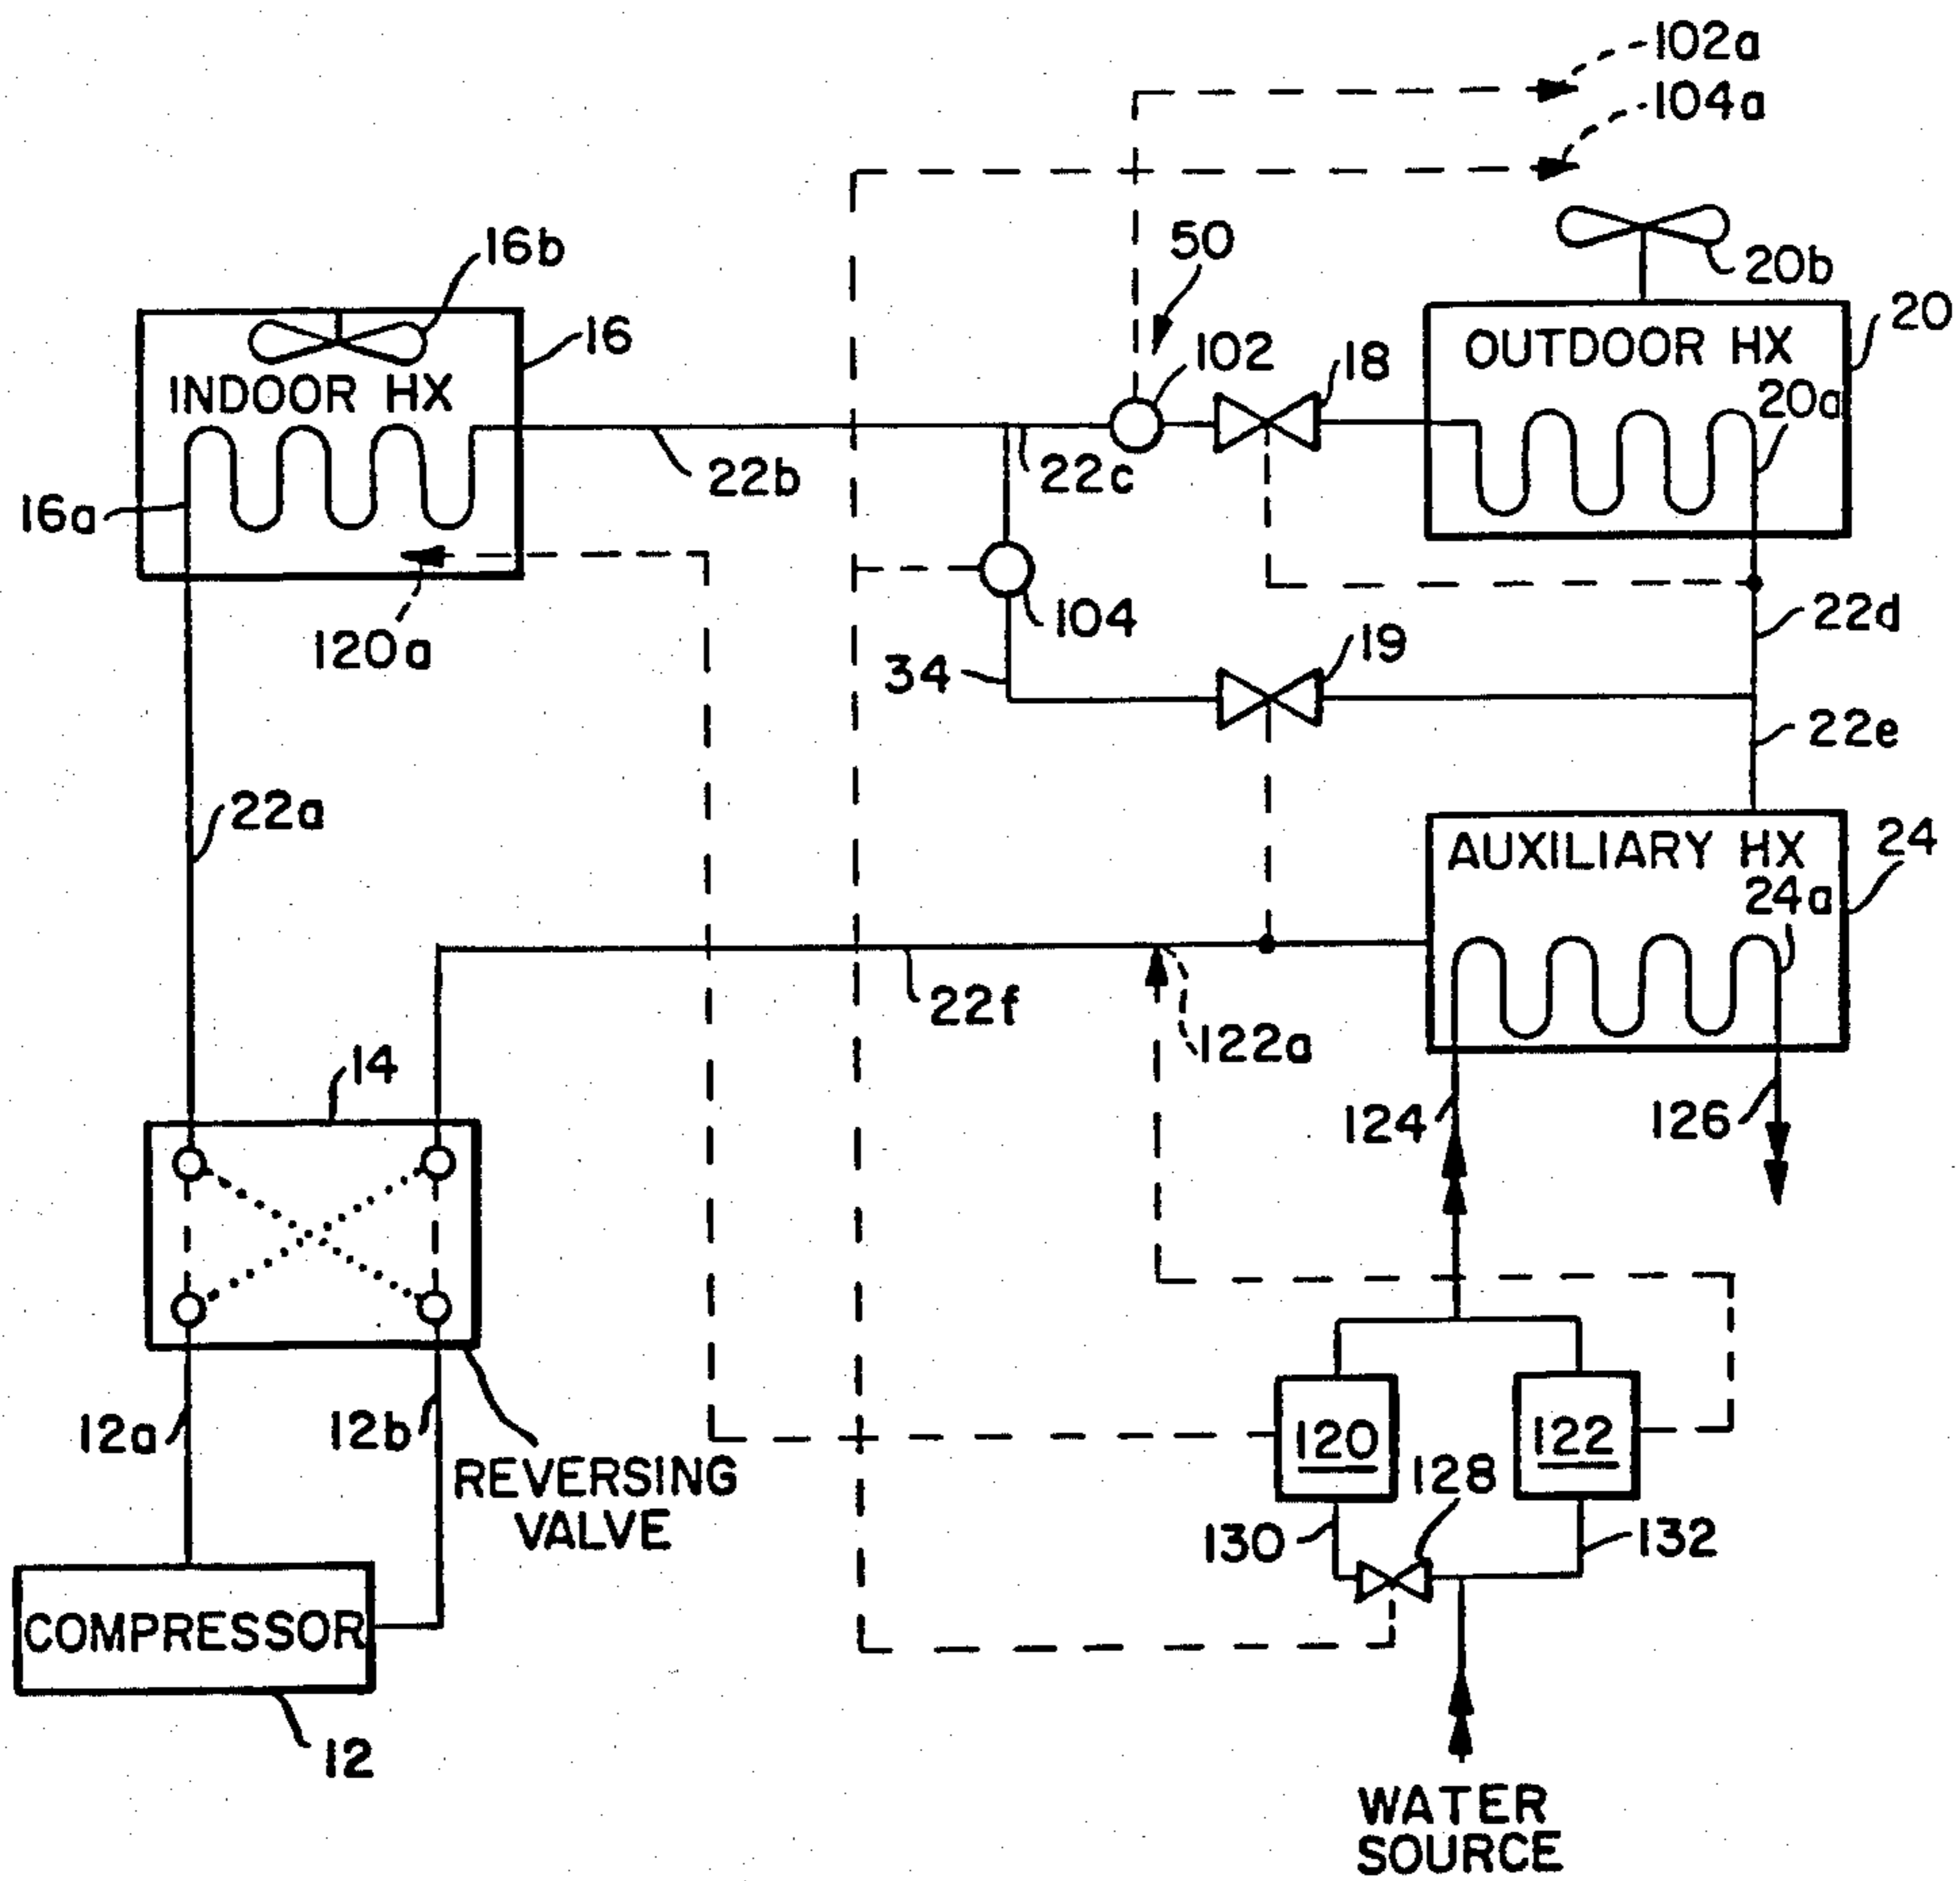 102a
104a
16b
50
20b
20
16
102
18
OUTDOOR HX
20a
INDOOR HX
22b
22c
16a
104
22d
120a
34
19
22e
22a
AUXILIARY HX
24
24a
22f
122a
14
124
126
12a
12b
REVERSING
VALVE
120
122
128
130
132
COMPRESSOR
12
WATER
SOURCE